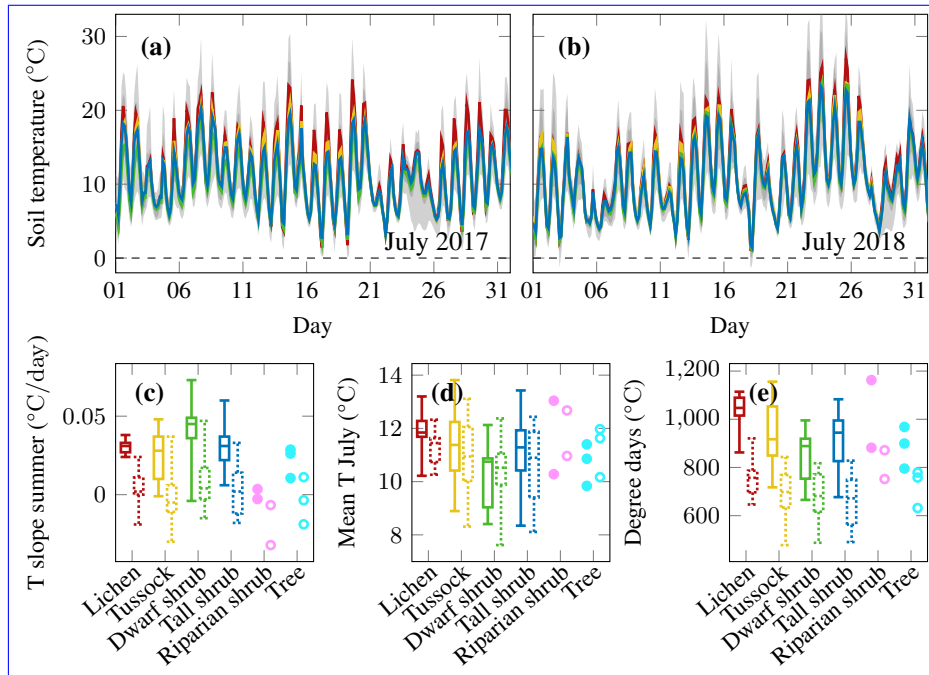 (a)
(b)
Soil temperature (°C)
30
20
10
0
July 2017
July 2018
01 06 11 16 21 26 31
01 06 11 16 21 26 31
Day
Day
(c)
(d)
(e)
T slope summer (°C/day)
0.05
0
Mean T July (°C)
14
12
10
8
Degree days (°C)
1,200
1,000
800
600
Lichen
Tussock
Dwarf shrub
Tall shrub
Riparian shrub
Tree
Lichen
Tussock
Dwarf shrub
Tall shrub
Riparian shrub
Tree
Lichen
Tussock
Dwarf shrub
Tall shrub
Riparian shrub
Tree